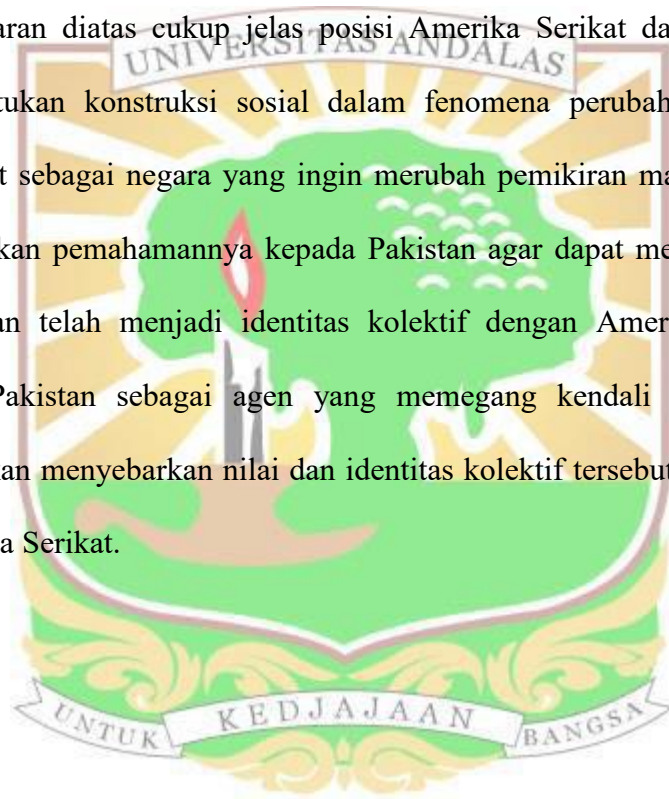 aran diatas cukup jelas posisi Amerika Serikat da
UNIVERSITAS ANDALAS
tukan konstruksi sosial dalam fenomena perubah
t sebagai negara yang ingin merubah pemikiran ma
kan pemahamannya kepada Pakistan agar dapat me
an telah menjadi identitas kolektif dengan Amer
Pakistan sebagai agen yang memegang kendali
an menyebarkan nilai dan identitas kolektif tersebut
a Serikat.
UNTUK KEDJAJAAN BANGSA